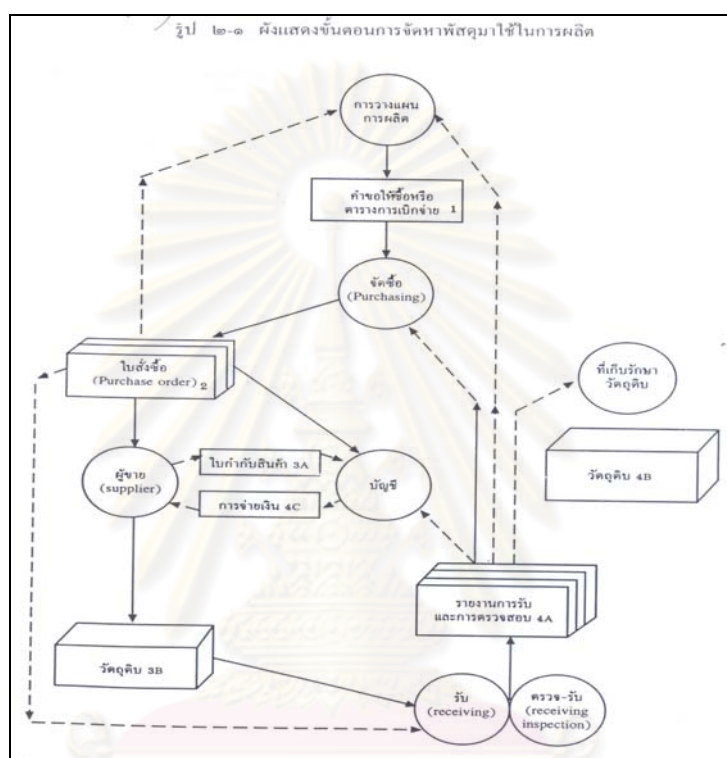 รูป ๒-๑ ผังแสดงขั้นตอนการจัดหาพัสดุมาใช้ในการผลิต
การวางแผน
การผลิต
คำขอให้ซื้อหรือ
ตารางการเบิกจ่าย 1
จัดซื้อ
(Purchasing)
ใบสั่งซื้อ
(Purchase order) 2
ที่เก็บรักษา
วัตถุดิบ
ผู้ขาย
(supplier)
ใบกำกับสินค้า 3A
การจ่ายเงิน 4C
บัญชี
วัตถุดิบ 4B
รายงานการรับ
และการตรวจสอบ 4A
วัตถุดิบ 3B
รับ
(receiving)
ตรวจ-รับ
(receiving
inspection)